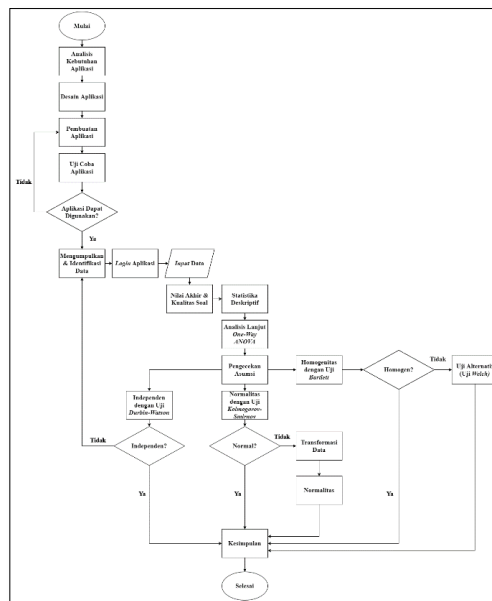 Mulai
Analisis
Kebutuhan
Aplikasi
Desain Aplikasi
Pembuatan
Aplikasi
Uji Coba
Aplikasi
Tidak
Aplikasi Dapat
Digunakan?
Ya
Mengumpulkan
& Identifikasi
Data
Login Aplikasi
Input Data
Nilai Akhir &
Kualitas Soal
Statistika
Deskriptif
Analisis Lanjut
One-Way
ANOVA
Pengecekan
Asumsi
Homogenitas
dengan Uji
Bartlett
Homogen?
Tidak
Uji Alternatif
(Uji Welch)
Independen
dengan Uji
Durbin-Watson
Normalitas
dengan Uji
Kolmogorov-
Smirnov
Tidak
Independen?
Normal?
Tidak
Transformasi
Data
Normalitas
Ya
Ya
Ya
Kesimpulan
Selesai